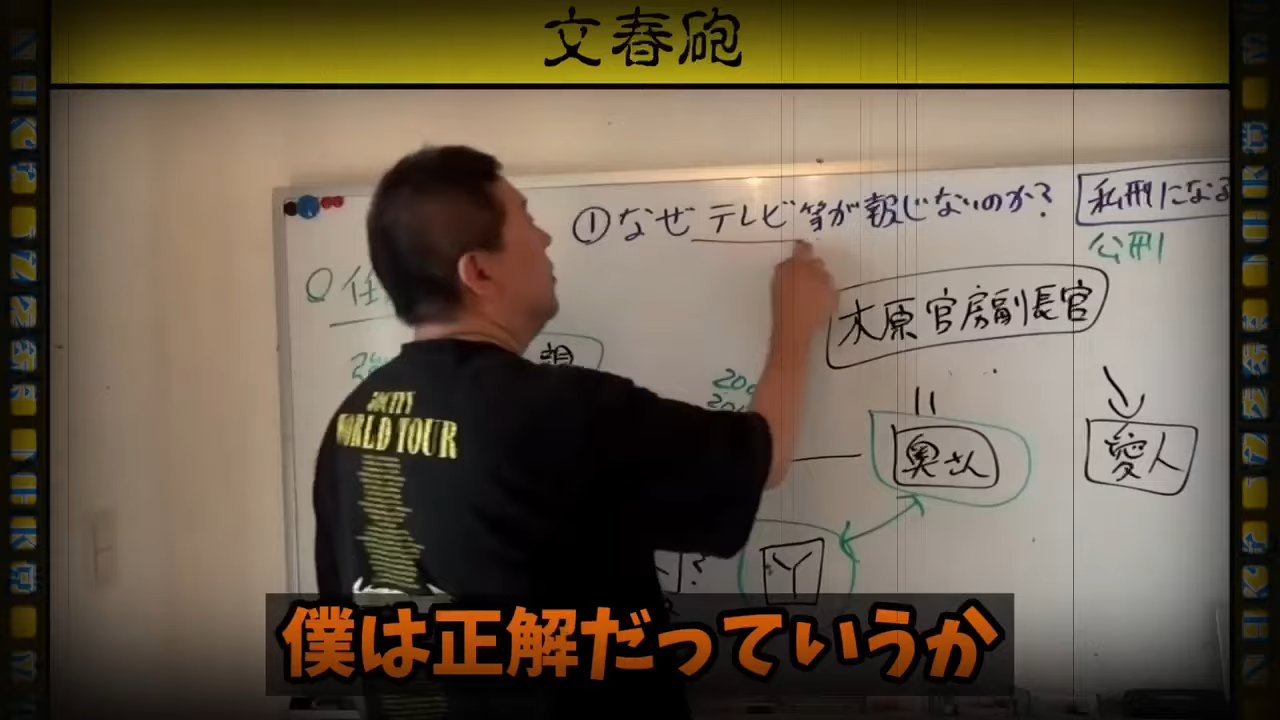 文春砲
①なぜテレビ等が報じないのか?
私刑になる
公刑
木原官房副長官
奥さん
愛人
Y
WORLD TOUR
僕は正解だっていうか